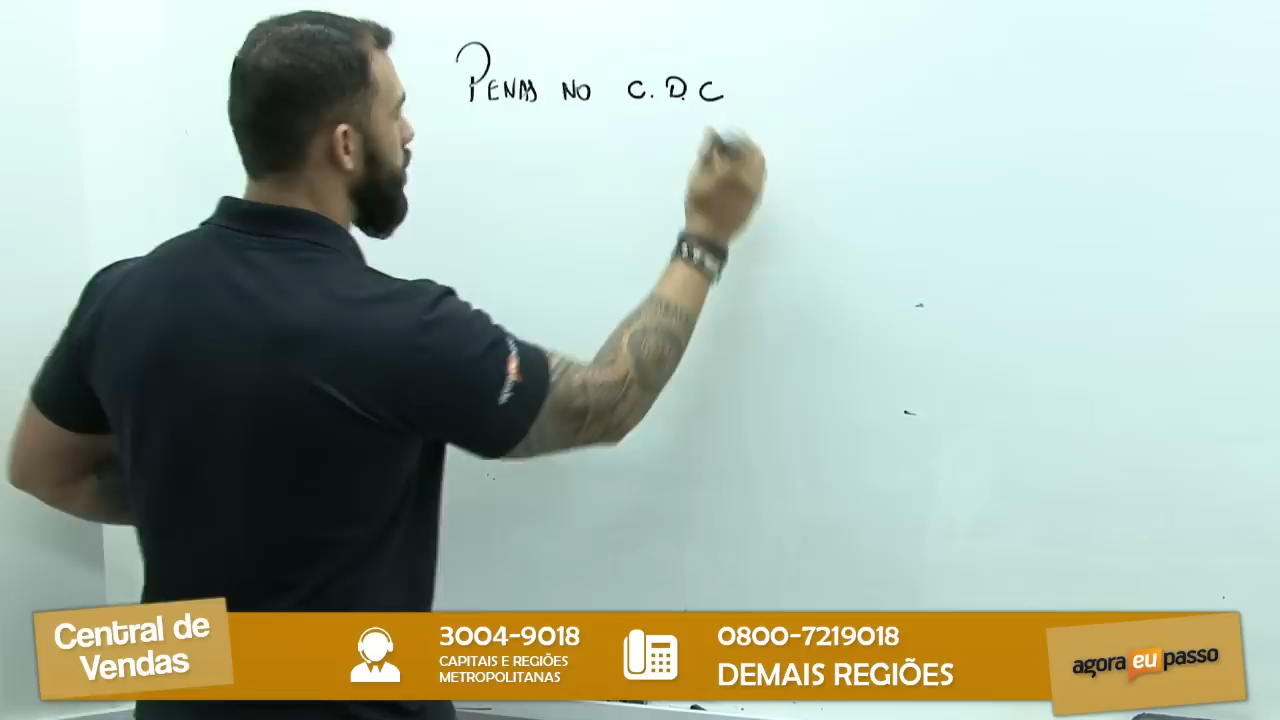 PENAS NO C.D.C
Central de
Vendas
3004-9018
CAPITAIS E REGIÕES
METROPOLITANAS
0800-7219018
DEMAIS REGIÕES
agora eu passo